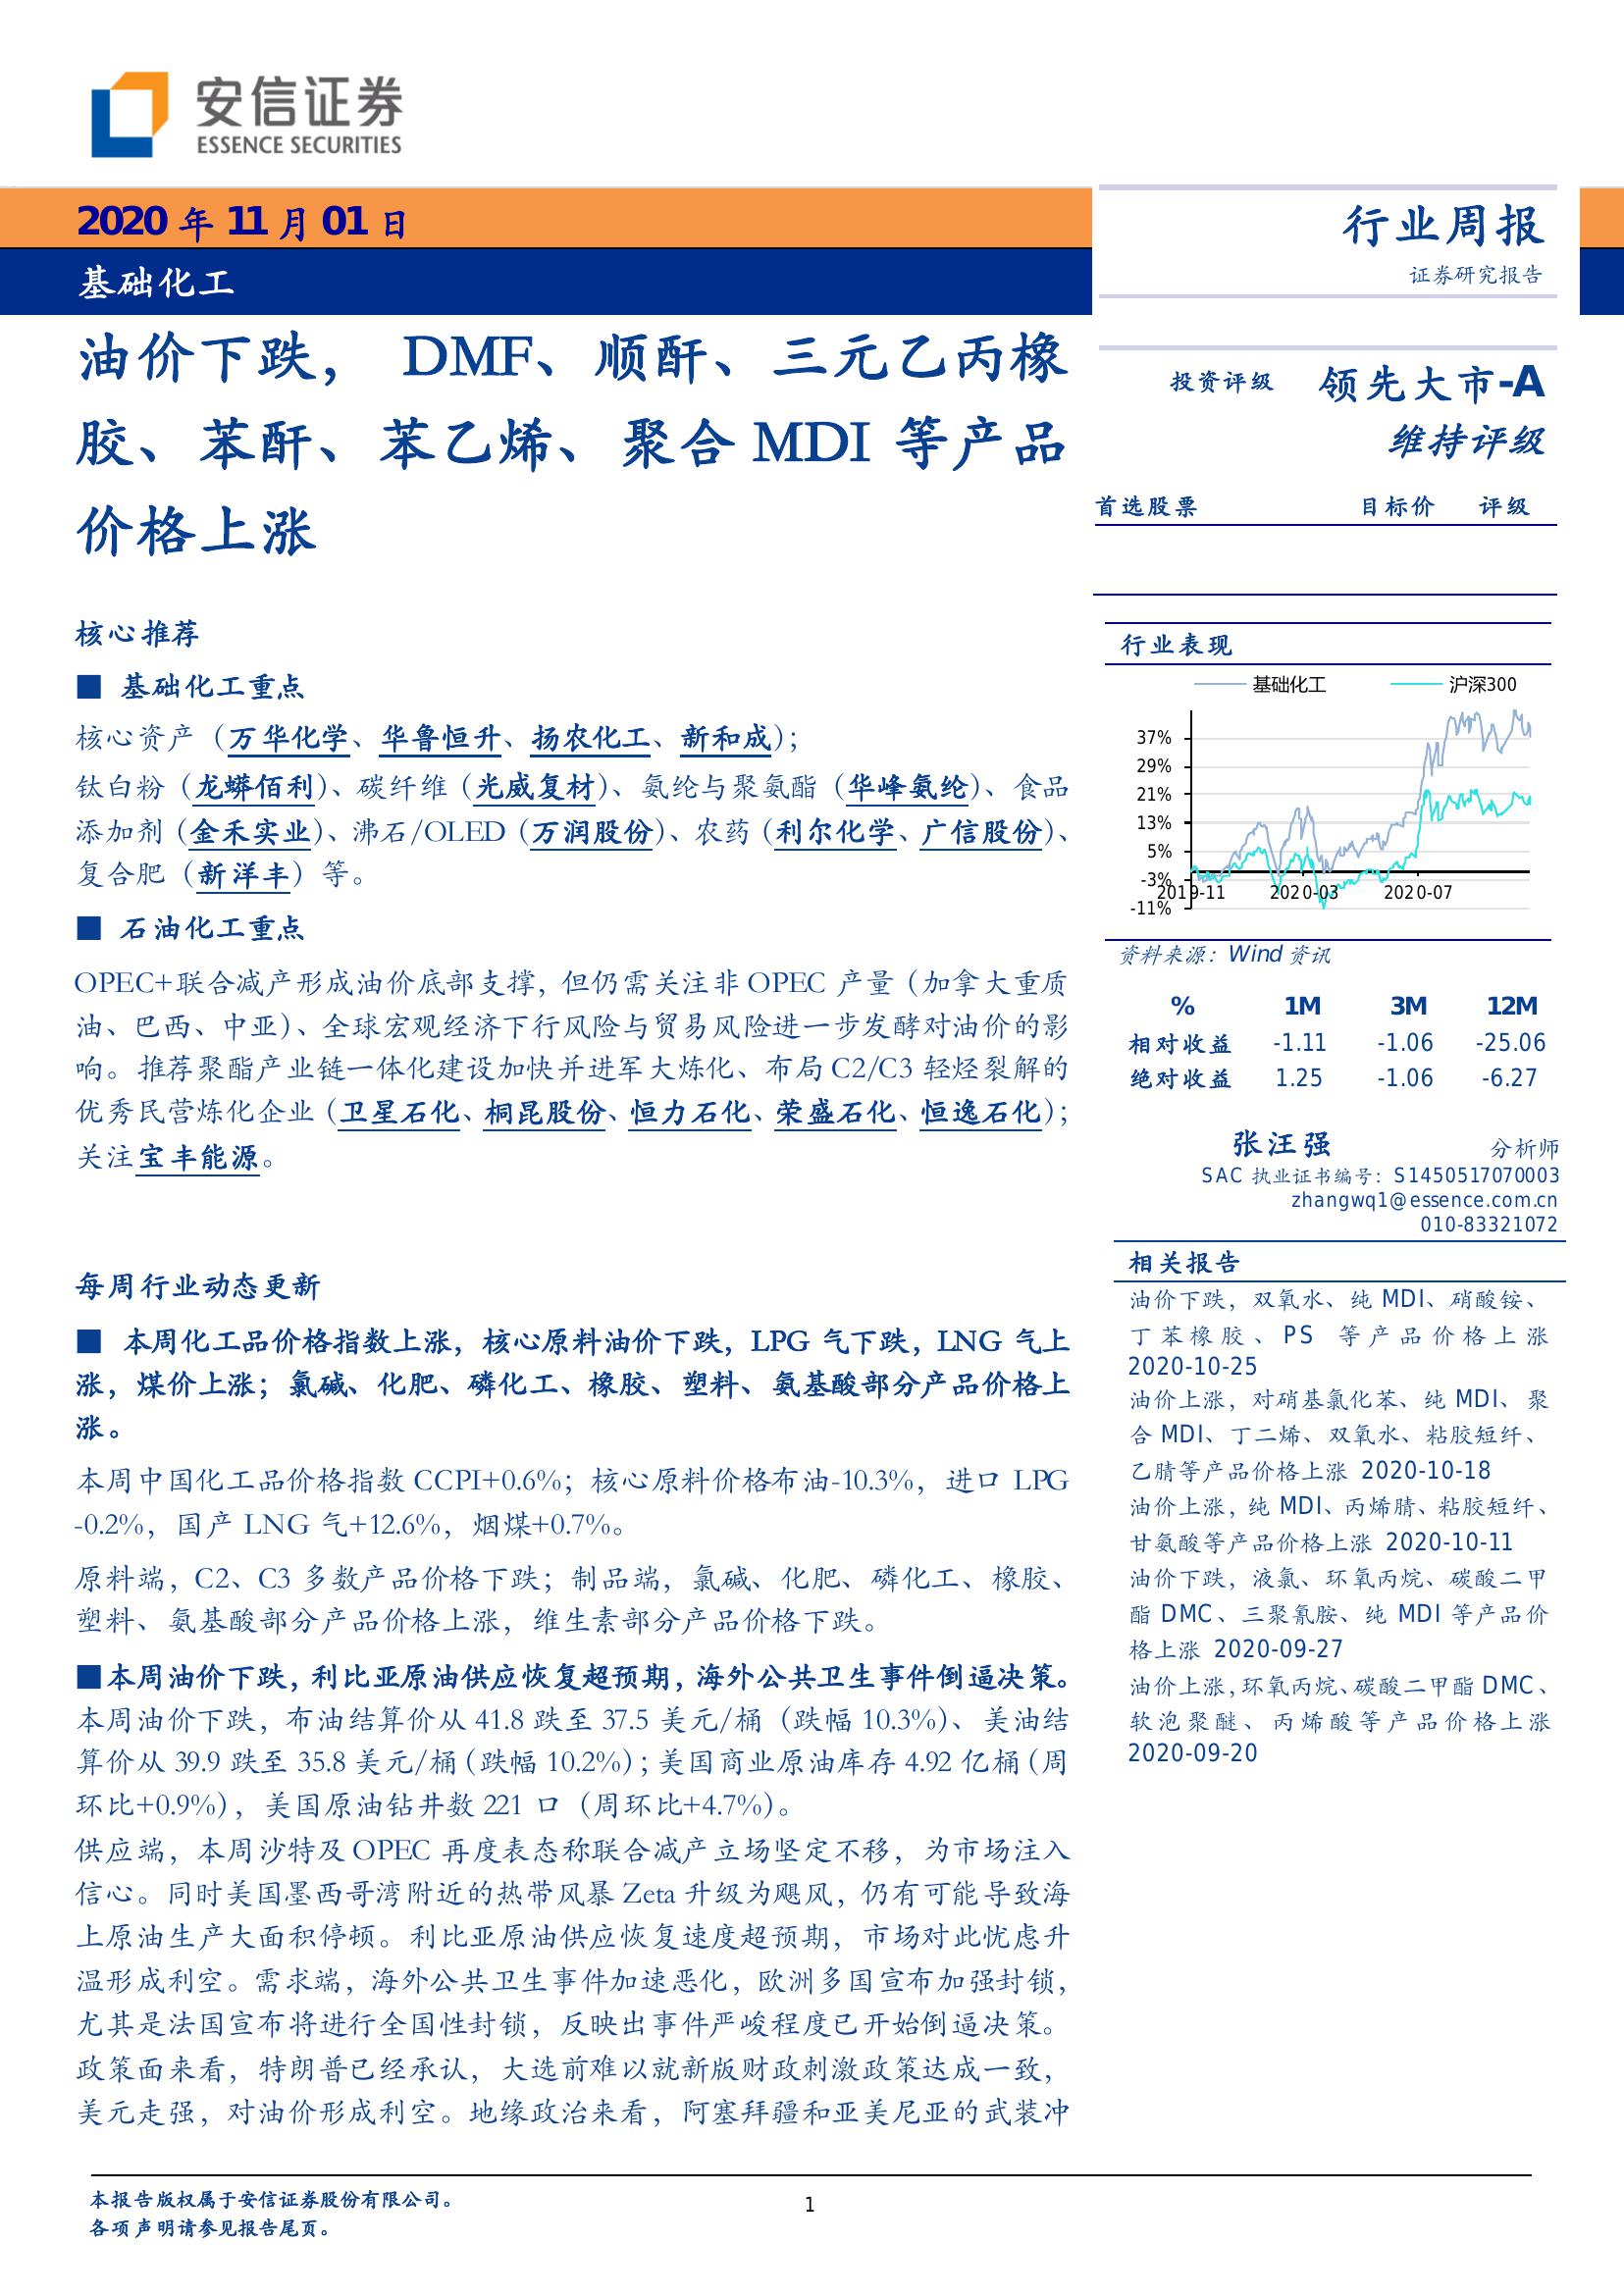 安信证券
ESSENCE SECURITIES
2020 年 11 月 01 日
基础化工
行业周报
证券研究报告
油价下跌， DMF、顺酐、三元乙丙橡
胶、苯酐、苯乙烯、聚合 MDI 等产品
价格上涨
核心推荐
■ 基础化工重点
核心资产（万华化学、华鲁恒升、扬农化工、新和成）；
钛白粉（龙蟒佰利）、碳纤维（光威复材）、氨纶与聚氨酯（华峰氨纶）、食品
添加剂（金禾实业）、沸石/OLED（万润股份）、农药（利尔化学、广信股份）、
复合肥（新洋丰）等。
■ 石油化工重点
OPEC+联合减产形成油价底部支撑，但仍需关注非 OPEC 产量（加拿大重质
油、巴西、中亚）、全球宏观经济下行风险与贸易风险进一步发酵对油价的影
响。推荐聚酯产业链一体化建设加快并进军大炼化、布局 C2/C3 轻烃裂解的
优秀民营炼化企业（卫星石化、桐昆股份、恒力石化、荣盛石化、恒逸石化）；
关注宝丰能源。
每周行业动态更新
■ 本周化工品价格指数上涨，核心原料油价下跌，LPG 气下跌，LNG 气上
涨，煤价上涨；氯碱、化肥、磷化工、橡胶、塑料、氨基酸部分产品价格上
涨。
本周中国化工品价格指数 CCPI+0.6%；核心原料价格布油-10.3%，进口 LPG
-0.2%，国产 LNG 气+12.6%，烟煤+0.7%。
原料端，C2、C3 多数产品价格下跌；制品端，氯碱、化肥、磷化工、橡胶、
塑料、氨基酸部分产品价格上涨，维生素部分产品价格下跌。
■本周油价下跌，利比亚原油供应恢复超预期，海外公共卫生事件倒逼决策。
本周油价下跌，布油结算价从 41.8 跌至 37.5 美元/桶（跌幅 10.3%）、美油结
算价从 39.9 跌至 35.8 美元/桶（跌幅 10.2%）；美国商业原油库存 4.92 亿桶（周
环比+0.9%），美国原油钻井数 221 口（周环比+4.7%）。
供应端，本周沙特及 OPEC 再度表态称联合减产立场坚定不移，为市场注入
信心。同时美国墨西哥湾附近的热带风暴 Zeta 升级为飓风，仍有可能导致海
上原油生产大面积停顿。利比亚原油供应恢复速度超预期，市场对此忧虑升
温形成利空。需求端，海外公共卫生事件加速恶化，欧洲多国宣布加强封锁，
尤其是法国宣布将进行全国性封锁，反映出事件严峻程度已开始倒逼决策。
政策面来看，特朗普已经承认，大选前难以就新版财政刺激政策达成一致，
美元走强，对油价形成利空。地缘政治来看，阿塞拜疆和亚美尼亚的武装冲
投资评级 领先大市-A
维持评级
首选股票 目标价 评级
行业表现
基础化工 沪深300
37%
29%
21%
13%
5%
-3%
-11%
2019-11 2020-03 2020-07
资料来源：Wind 资讯
% 1M 3M 12M
相对收益 -1.11 -1.06 -25.06
绝对收益 1.25 -1.06 -6.27
张汪强 分析师
SAC 执业证书编号：S1450517070003
zhangwq1@essence.com.cn
010-83321072
相关报告
油价下跌，双氧水、纯 MDI、硝酸铵、
丁苯橡胶、PS 等产品价格上涨
2020-10-25
油价上涨，对硝基氯化苯、纯 MDI、聚
合 MDI、丁二烯、双氧水、粘胶短纤、
乙腈等产品价格上涨 2020-10-18
油价上涨，纯 MDI、丙烯腈、粘胶短纤、
甘氨酸等产品价格上涨 2020-10-11
油价下跌，液氯、环氧丙烷、碳酸二甲
酯 DMC、三聚氰胺、纯 MDI 等产品价
格上涨 2020-09-27
油价上涨，环氧丙烷、碳酸二甲酯 DMC、
软泡聚醚、丙烯酸等产品价格上涨
2020-09-20
本报告版权属于安信证券股份有限公司。
各项声明请参见报告尾页。
1